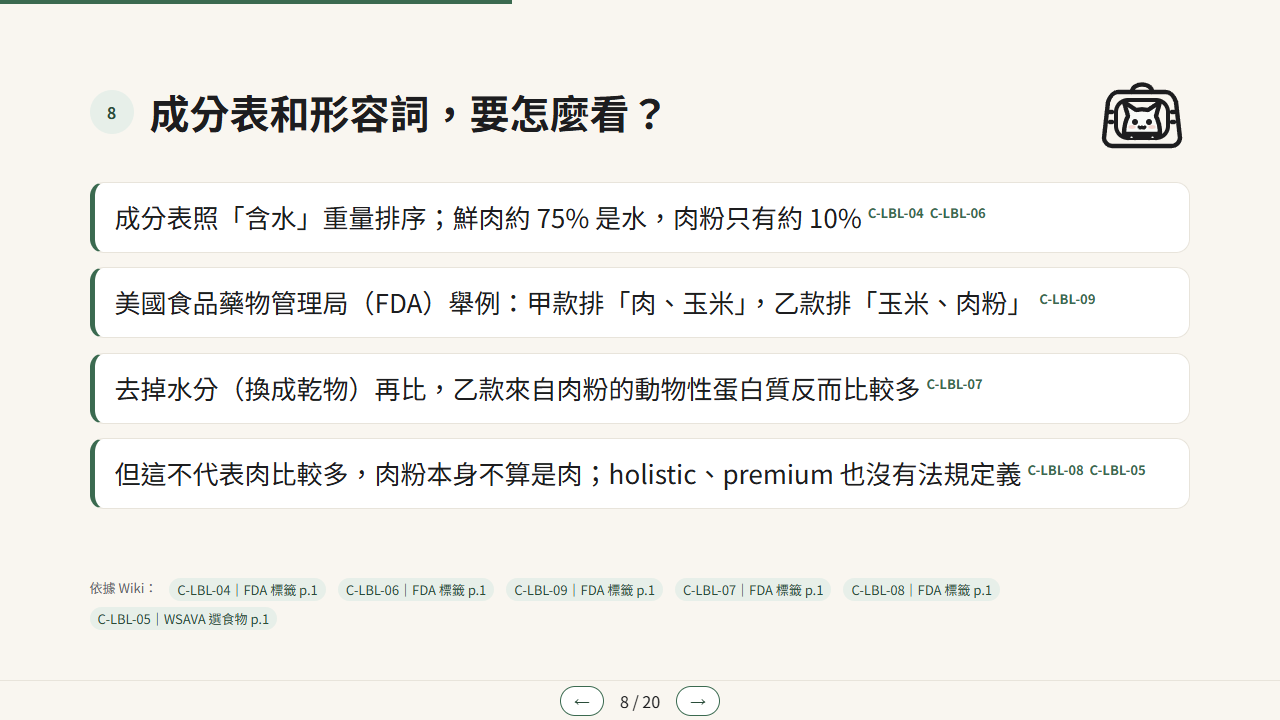 8
成分表和形容詞，要怎麼看？
成分表照「含水」重量排序；鮮肉約 75% 是水，肉粉只有約 10% C-LBL-04 C-LBL-06
美國食品藥物管理局（FDA）舉例：甲款排「肉、玉米」，乙款排「玉米、肉粉」 C-LBL-09
去掉水分（換成乾物）再比，乙款來自肉粉的動物性蛋白質反而比較多 C-LBL-07
但這不代表肉比較多，肉粉本身不算是肉；holistic、premium 也沒有法規定義 C-LBL-08 C-LBL-05
依據 Wiki： C-LBL-04｜FDA 標籤 p.1 C-LBL-06｜FDA 標籤 p.1 C-LBL-09｜FDA 標籤 p.1 C-LBL-07｜FDA 標籤 p.1 C-LBL-08｜FDA 標籤 p.1
C-LBL-05｜WSAVA 選食物 p.1
← 8 / 20 →